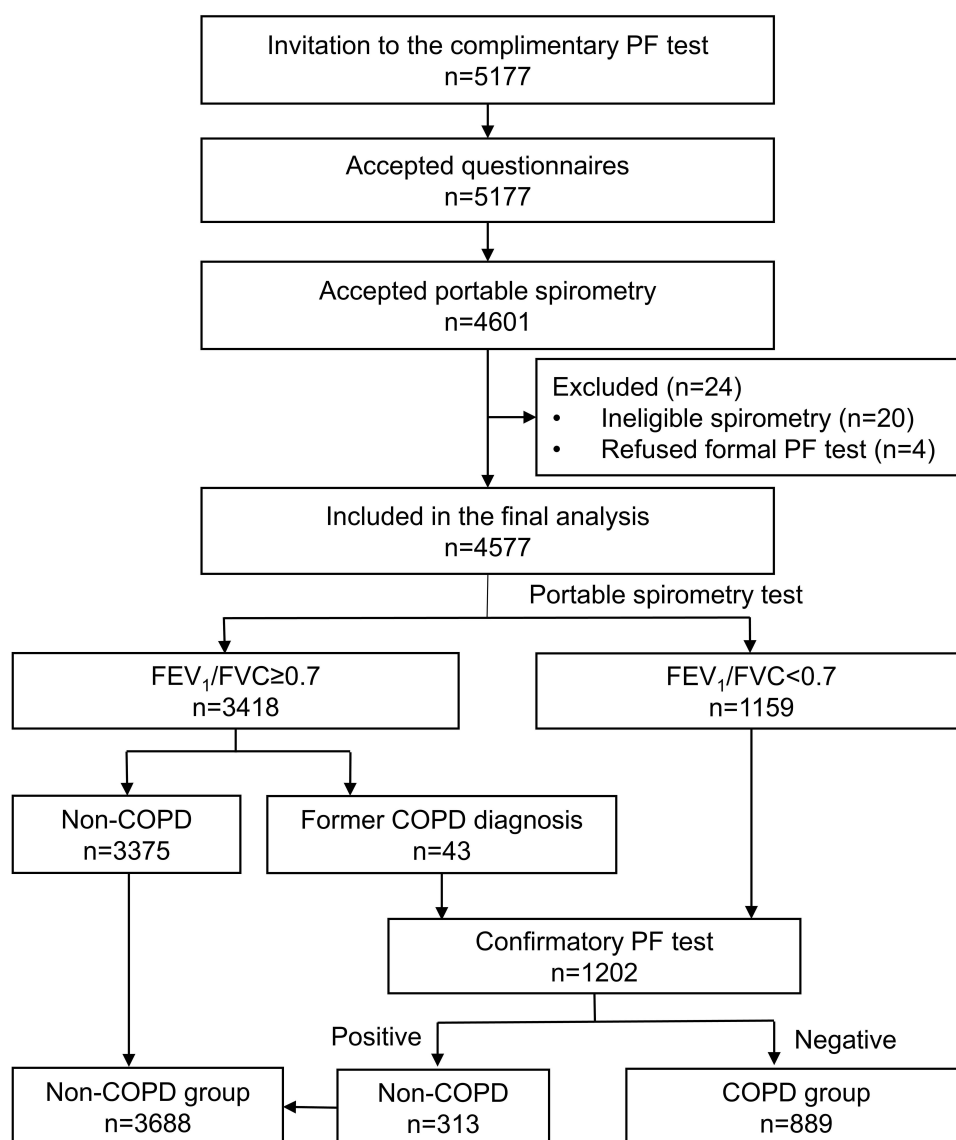 Invitation to the complimentary PF test
n=5177
Accepted questionnaires
n=5177
Accepted portable spirometry
n=4601
Excluded (n=24)
• Ineligible spirometry (n=20)
• Refused formal PF test (n=4)
Included in the final analysis
n=4577
Portable spirometry test
FEV₁/FVC≥0.7
n=3418
FEV₁/FVC<0.7
n=1159
Non-COPD
n=3375
Former COPD diagnosis
n=43
Confirmatory PF test
n=1202
Positive
Negative
Non-COPD group
n=3688
Non-COPD
n=313
COPD group
n=889